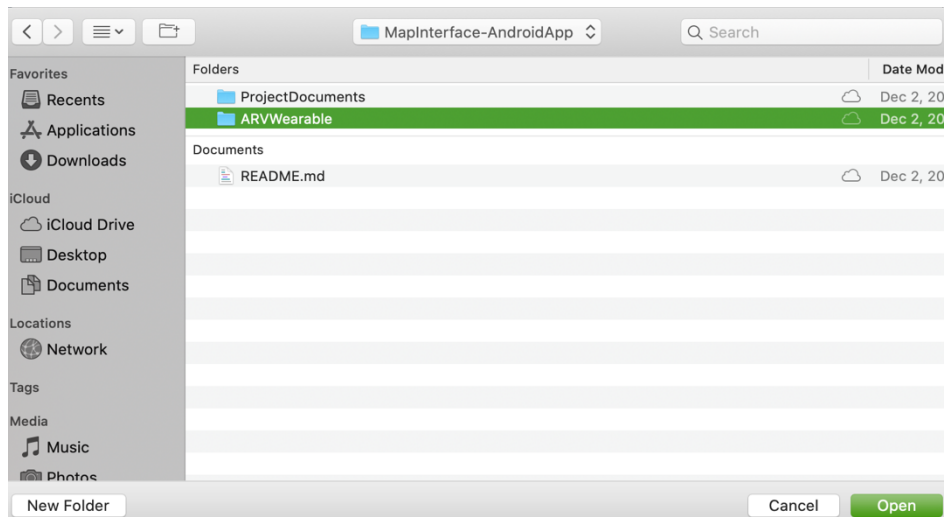 MapInterface-AndroidApp
Search
Favorites
Recents
Applications
Downloads
iCloud
iCloud Drive
Desktop
Documents
Locations
Network
Tags
Media
Music
Photos
Folders Date Mod
ProjectDocuments Dec 2, 20
ARVWearable Dec 2, 20
Documents
README.md Dec 2, 20
New Folder
Cancel
Open